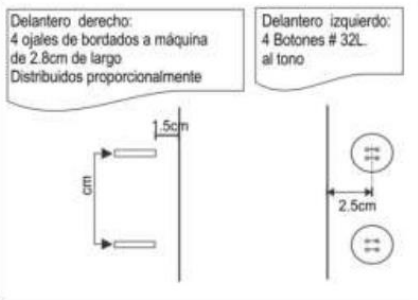 Delantero derecho:
4 ojales de bordados a máquina
de 2.8cm de largo
Distribuidos proporcionalmente
Delantero izquierdo:
4 Botones # 32L.
al tono
1.5cm
cm
2.5cm